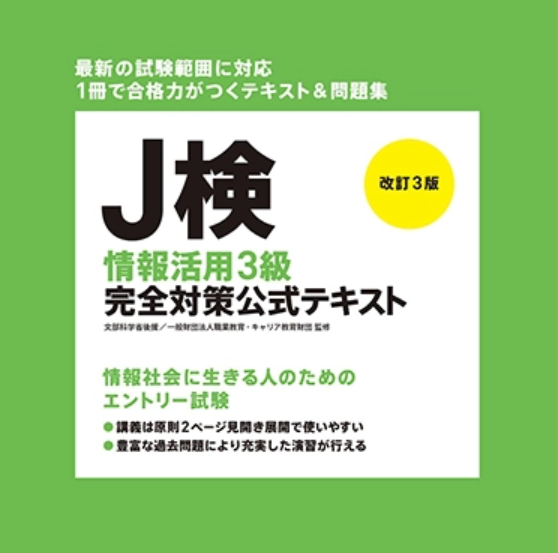 最新の試験範囲に対応
1冊で合格力がつくテキスト&問題集
J検
改訂3版
情報活用3級
完全対策公式テキスト
文部科学省後援/一般財団法人職業教育・キャリア教育財団 監修
情報社会に生きる人のための
エントリー試験
●講義は原則2ページ見開き展開で使いやすい
●豊富な過去問題により充実した演習が行える